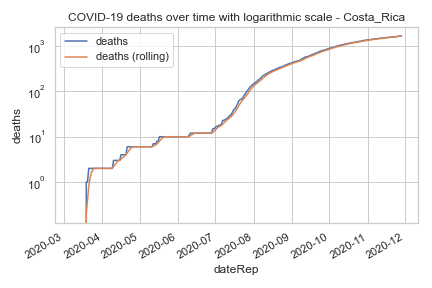 COVID-19 deaths over time with logarithmic scale - Costa_Rica
deaths
deaths (rolling)
10³
10²
10¹
10⁰
deaths
2020-03
2020-04
2020-05
2020-06
2020-07
2020-08
2020-09
2020-10
2020-11
2020-12
dateRep